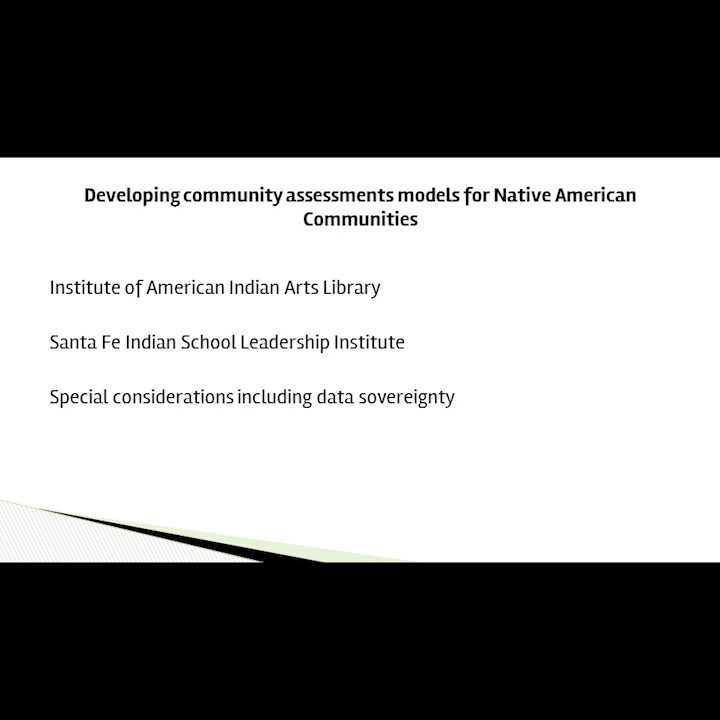 Developing community assessments models for Native American
Communities
Institute of American Indian Arts Library
Santa Fe Indian School Leadership Institute
Special considerations including data sovereignty